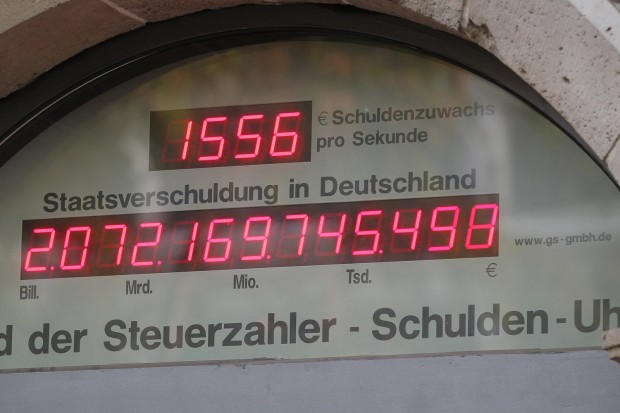 1556 € Schuldenzuwachs
pro Sekunde
Staatsverschuldung in Deutschland
2.072.169.745.498
www.gs-gmbh.de
Bill. Mrd. Mio. Tsd. €
d der Steuerzahler - Schulden - Uh